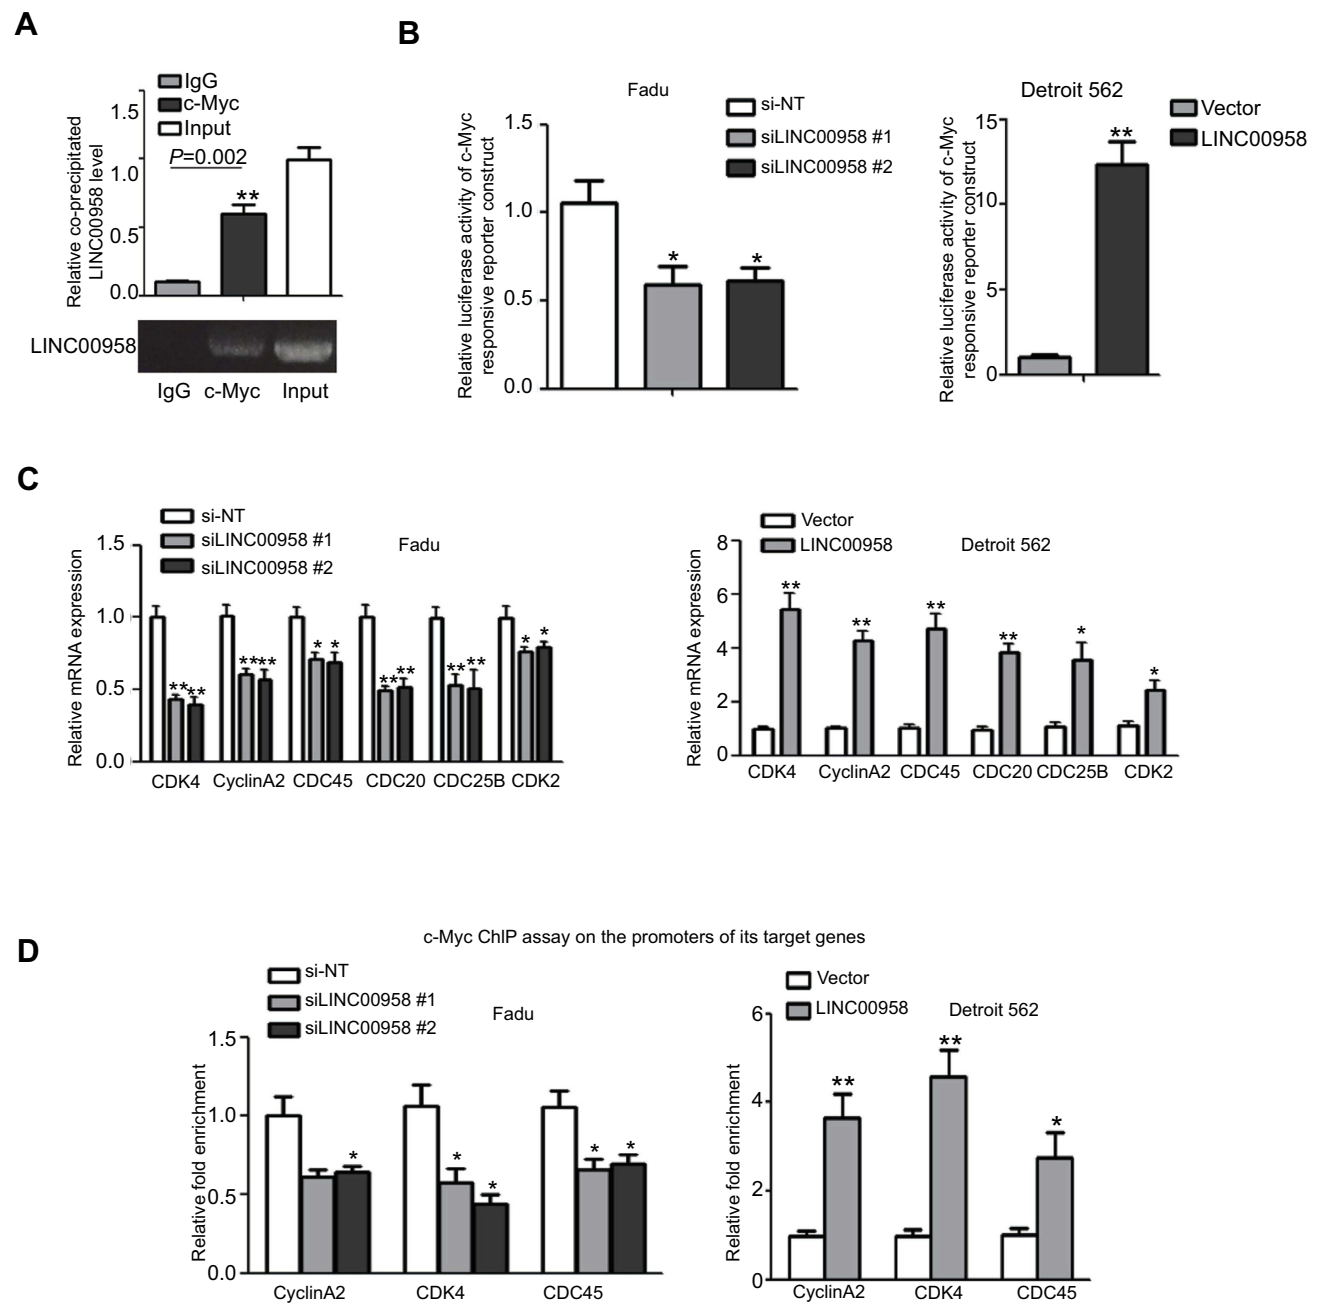 A
IgG
c-Myc
Input
P=0.002
**
1.5
1.0
0.5
0.0
Relative co-precipitated
LINC00958 level
LINC00958
IgG c-Myc Input
B
Fadu
si-NT
siLINC00958 #1
siLINC00958 #2
Relative luciferase activity of c-Myc
responsive reporter construct
1.5
1.0
0.5
0.0
* *
Detroit 562
Vector
LINC00958
Relative luciferase activity of c-Myc
responsive reporter construct
15
10
5
0
**
C
si-NT
siLINC00958 #1
siLINC00958 #2
Fadu
Relative mRNA expression
1.5
1.0
0.5
0.0
** ** ** ** * * ** ** ** ** * *
CDK4 CyclinA2 CDC45 CDC20 CDC25B CDK2
Vector
LINC00958
Detroit 562
Relative mRNA expression
8
6
4
2
0
** ** ** ** * *
CDK4 CyclinA2 CDC45 CDC20 CDC25B CDK2
D
c-Myc ChIP assay on the promoters of its target genes
si-NT
siLINC00958 #1
siLINC00958 #2
Fadu
Relative fold enrichment
1.5
1.0
0.5
0.0
* * * * *
CyclinA2 CDK4 CDC45
Vector
LINC00958
Detroit 562
Relative fold enrichment
6
4
2
0
** ** *
CyclinA2 CDK4 CDC45